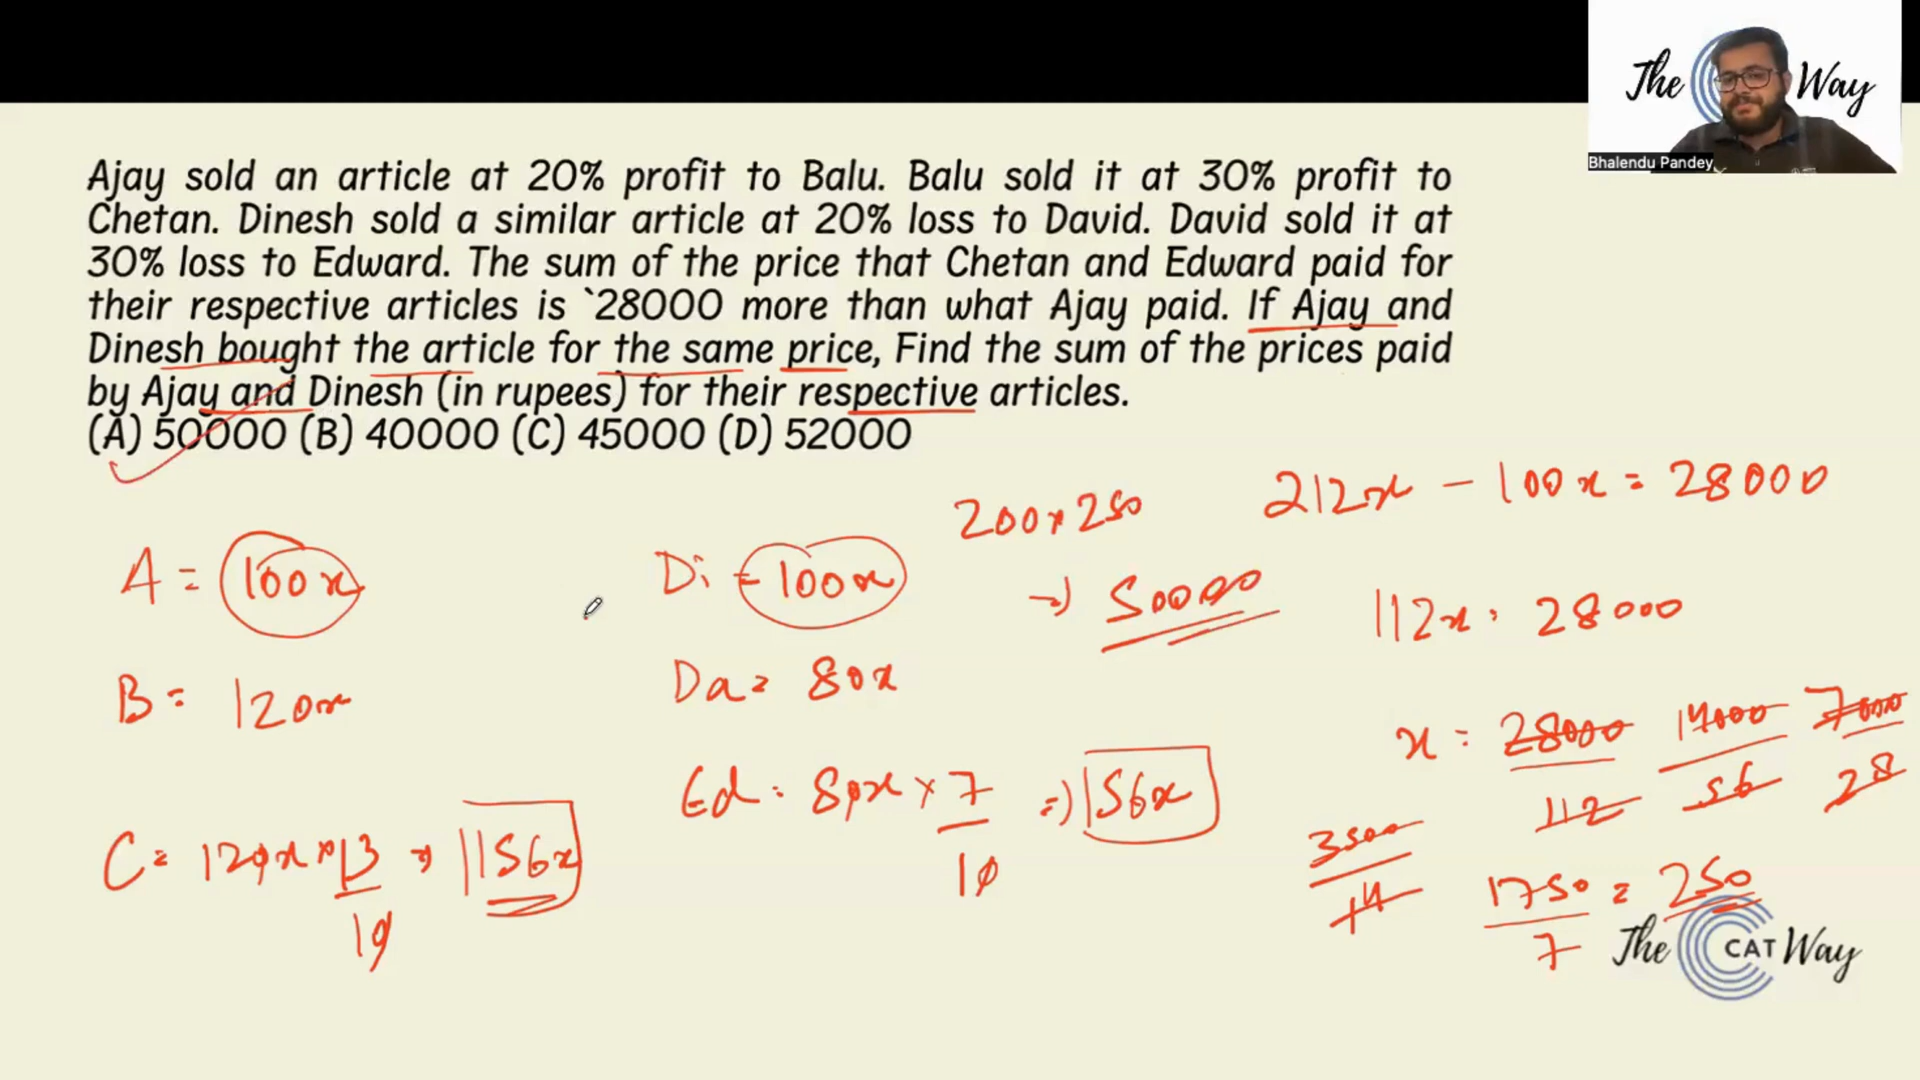 The Way
Bhalendu Pandey
Ajay sold an article at 20% profit to Balu. Balu sold it at 30% profit to
Chetan. Dinesh sold a similar article at 20% loss to David. David sold it at
30% loss to Edward. The sum of the price that Chetan and Edward paid for
their respective articles is `28000 more than what Ajay paid. If Ajay and
Dinesh bought the article for the same price, Find the sum of the prices paid
by Ajay and Dinesh (in rupees) for their respective articles.
(A) 50000 (B) 40000 (C) 45000 (D) 52000
A = 100x
B = 120x
C = 120x × 13/10 ⇒ 156x
Di = 100x
Da = 80x
Ed = 80x × 7/10 ⇒ 56x
200 × 250
→ 50000
212x - 100x = 28000
112x = 28000
x = 28000/112 14000/56 7000/28
3500/14 1750/7 = 250
The CAT Way